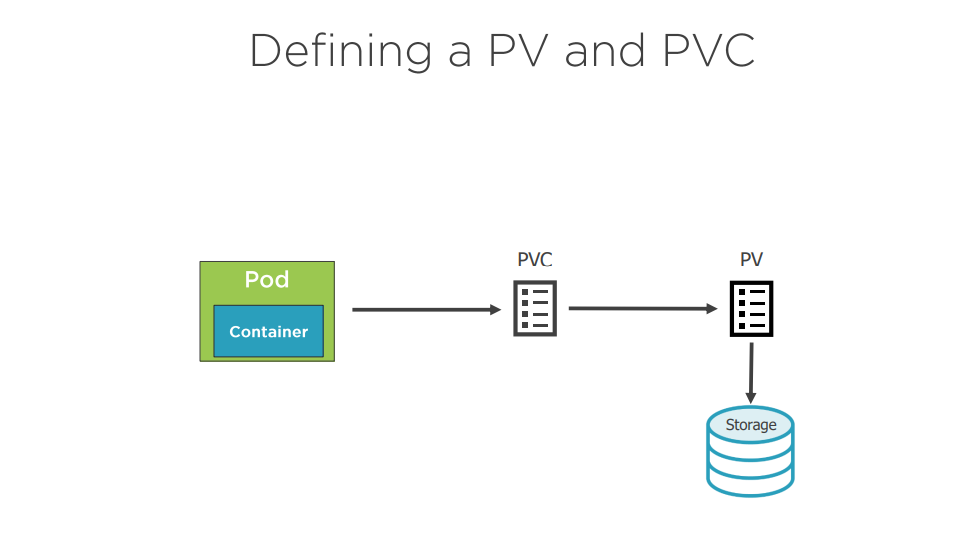 Defining a PV and PVC
PVC
PV
Pod
Container
Storage